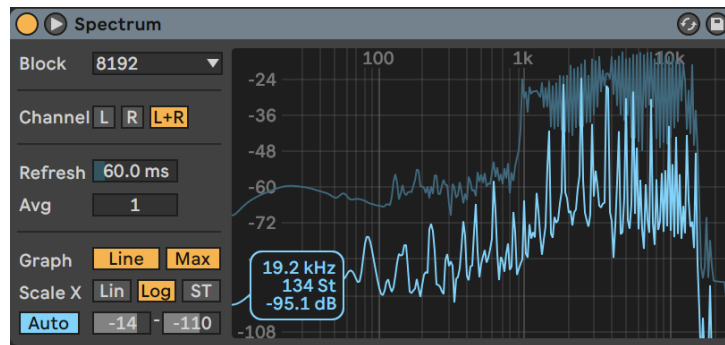 Spectrum
Block 8192
Channel L R L+R
Refresh 60.0 ms
Avg 1
Graph Line Max
Scale X Lin Log ST
Auto -14 - -110
100 1k 10k
-24
-36
-48
-60
-72
19.2 kHz
134 St
-95.1 dB
-108